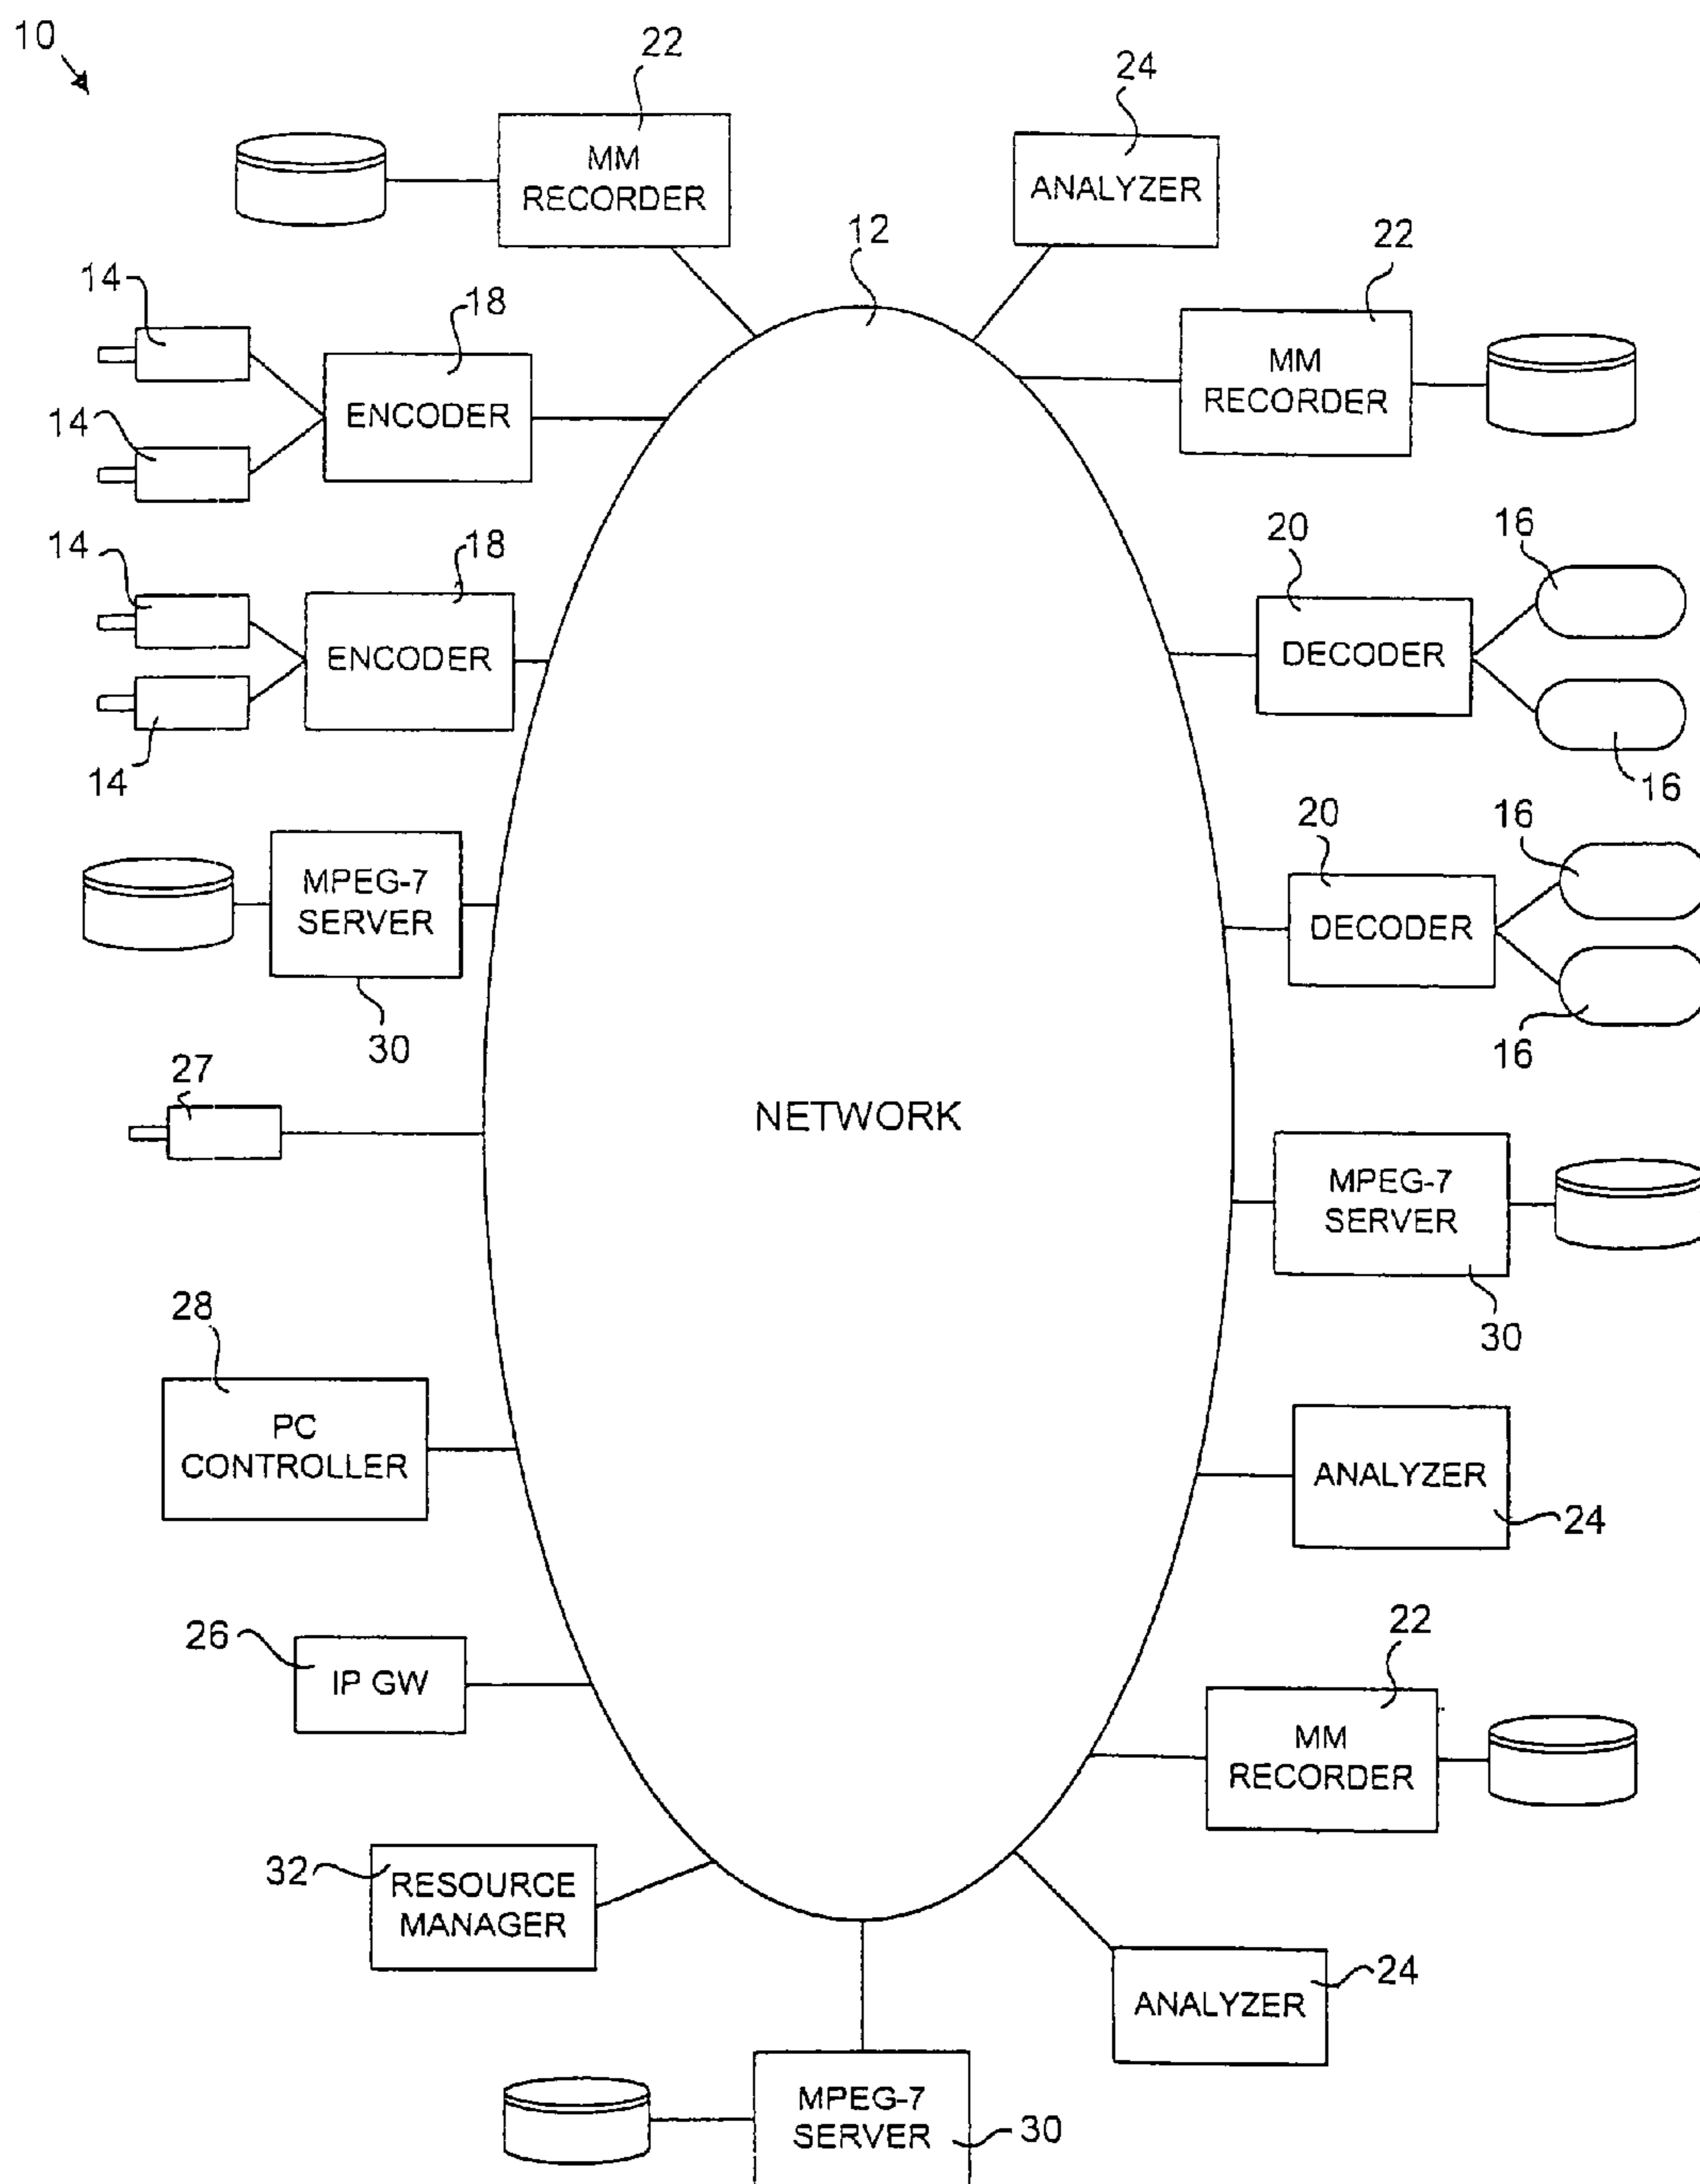 10
22
24
MM
RECORDER
ANALYZER
12
22
14
18
MM
RECORDER
ENCODER
14
14
18
20
16
ENCODER
DECODER
14
16
20
16
MPEG-7
SERVER
DECODER
30
16
27
NETWORK
MPEG-7
SERVER
28
30
PC
CONTROLLER
ANALYZER
24
26
IP GW
22
MM
RECORDER
32
RESOURCE
MANAGER
24
ANALYZER
MPEG-7
SERVER
30